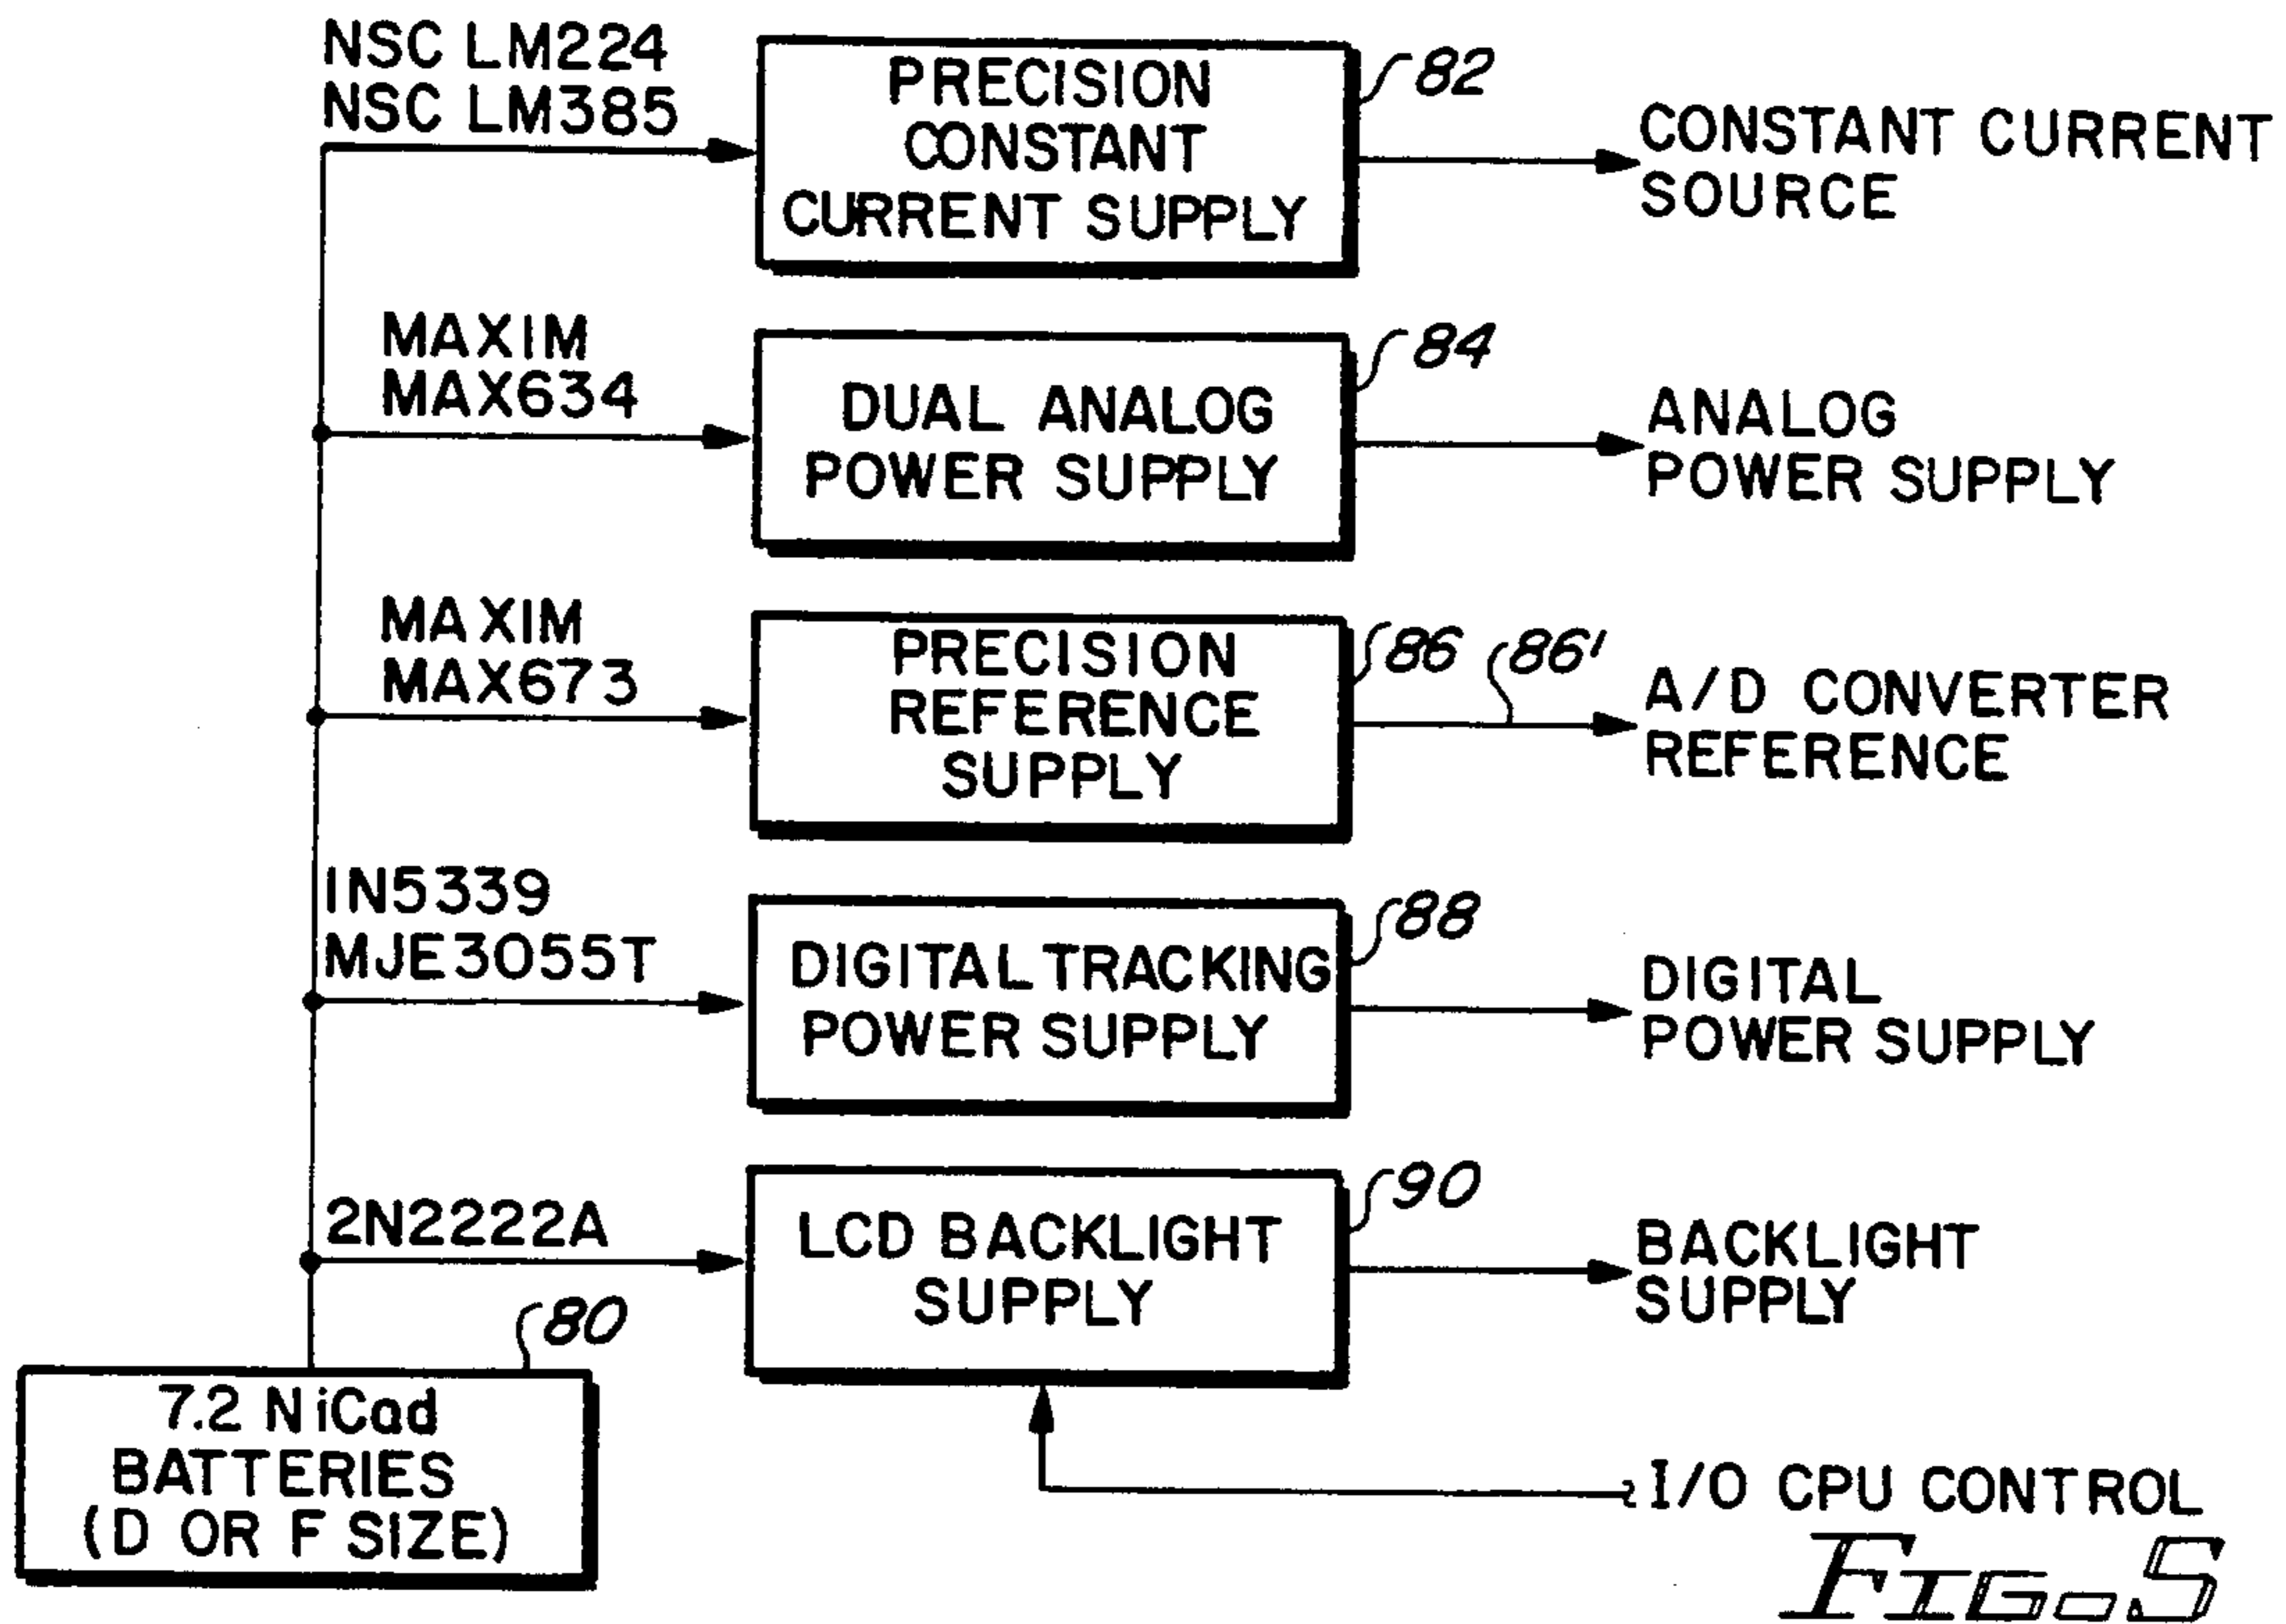 NSC LM224
NSC LM385
PRECISION
CONSTANT
CURRENT SUPPLY
82
CONSTANT CURRENT
SOURCE
MAXIM
MAX634
DUAL ANALOG
POWER SUPPLY
84
ANALOG
POWER SUPPLY
MAXIM
MAX673
PRECISION
REFERENCE
SUPPLY
86
86'
A/D CONVERTER
REFERENCE
IN5339
MJE3055T
DIGITAL TRACKING
POWER SUPPLY
88
DIGITAL
POWER SUPPLY
2N2222A
LCD BACKLIGHT
SUPPLY
90
BACKLIGHT
SUPPLY
80
7.2 NiCad
BATTERIES
(D OR F SIZE)
I/O CPU CONTROL
FIG-5